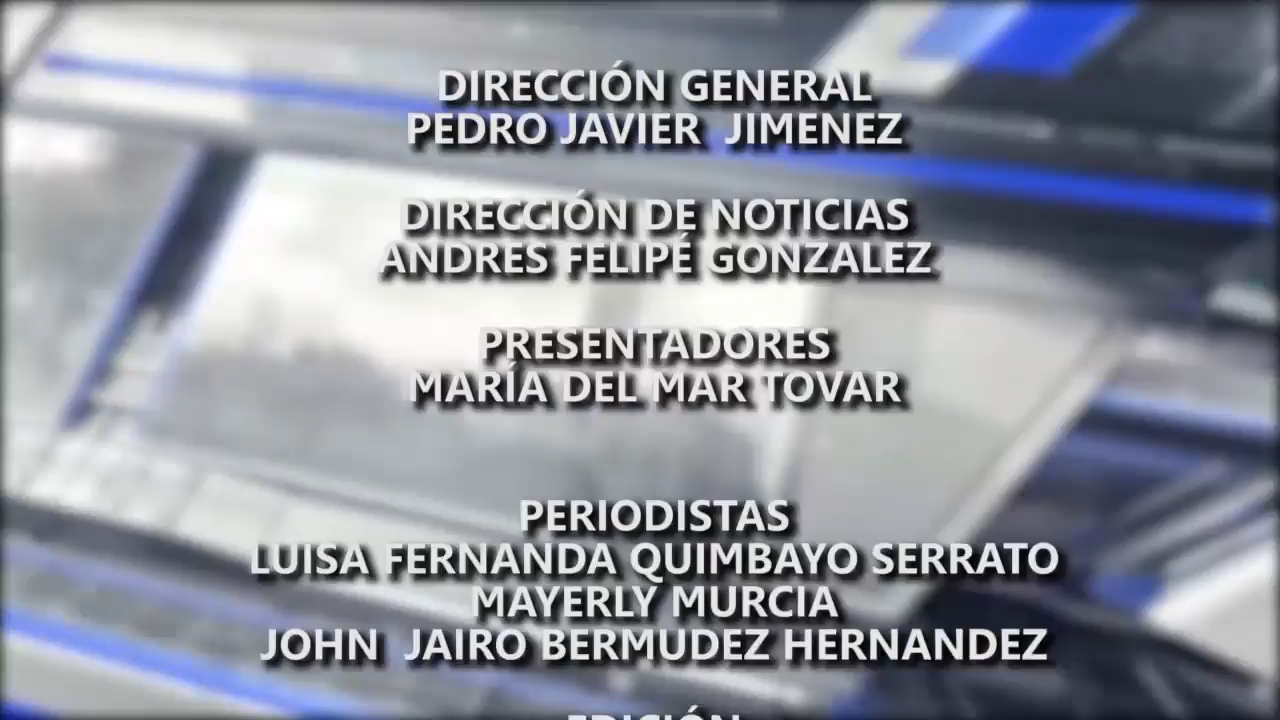 DIRECCIÓN GENERAL
PEDRO JAVIER JIMENEZ
DIRECCIÓN DE NOTICIAS
ANDRES FELIPÉ GONZALEZ
PRESENTADORES
MARÍA DEL MAR TOVAR
PERIODISTAS
LUISA FERNANDA QUIMBAYO SERRATO
MAYERLY MURCIA
JOHN JAIRO BERMUDEZ HERNANDEZ
EDICIÓN